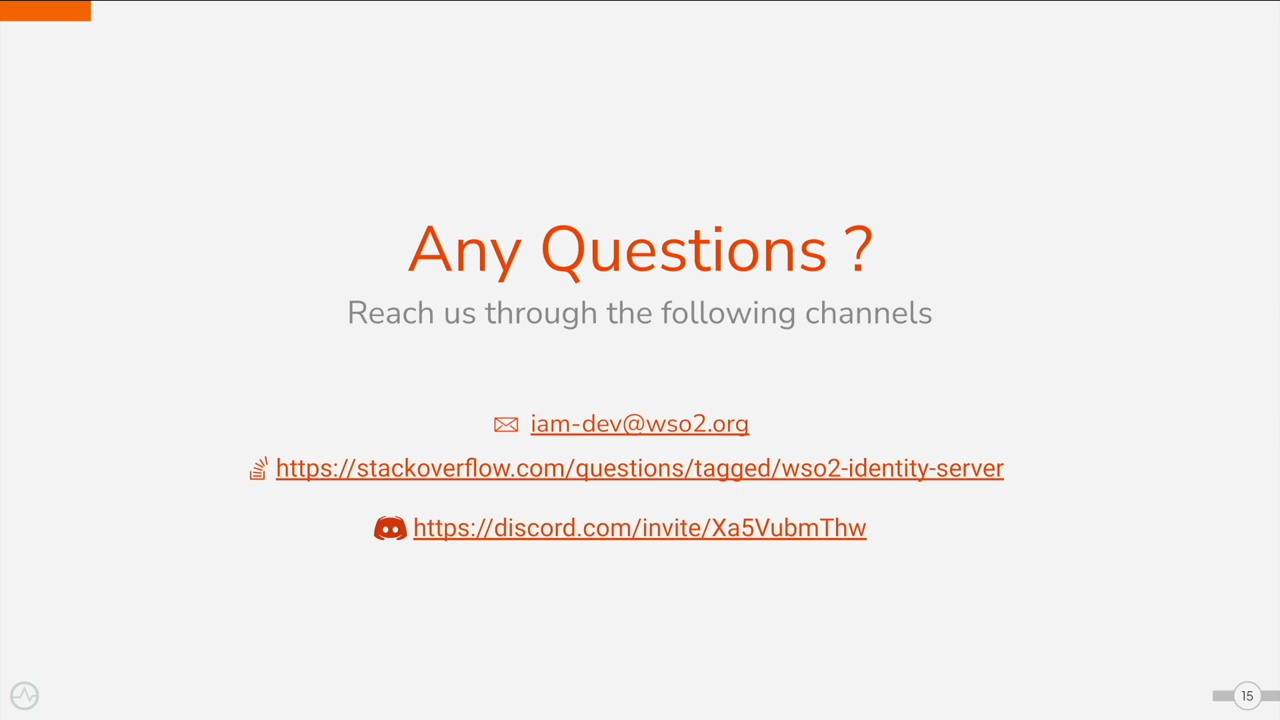 Any Questions ?
Reach us through the following channels
iam-dev@wso2.org
https://stackoverflow.com/questions/tagged/wso2-identity-server
https://discord.com/invite/Xa5VubmThw
15